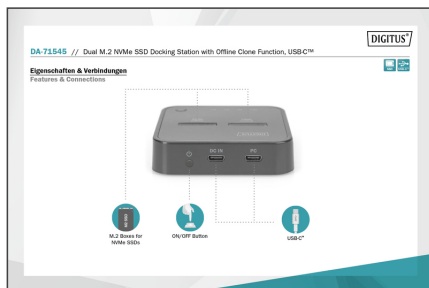 DIGITUS®
DA-71545 // Dual M.2 NVMe SSD Docking Station with Offline Clone Function, USB-C™
Eigenschaften & Verbindungen
Features & Connections
DC IN
PC
M.2 Boxes for
NVMe SSDs
ON/OFF Button
USB-C™